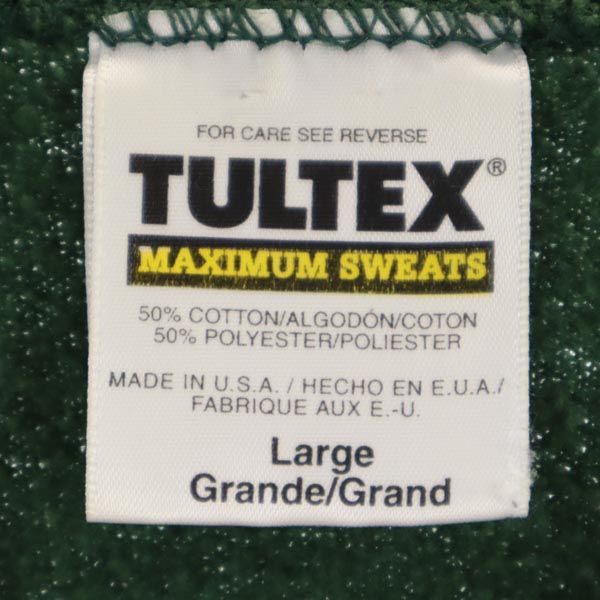 FOR CARE SEE REVERSE
TULTEX®
MAXIMUM SWEATS
50% COTTON/ALGODÓN/COTON
50% POLYESTER/POLIESTER
MADE IN U.S.A. / HECHO EN E.U.A./
FABRIQUE AUX E.-U.
Large
Grande/Grand